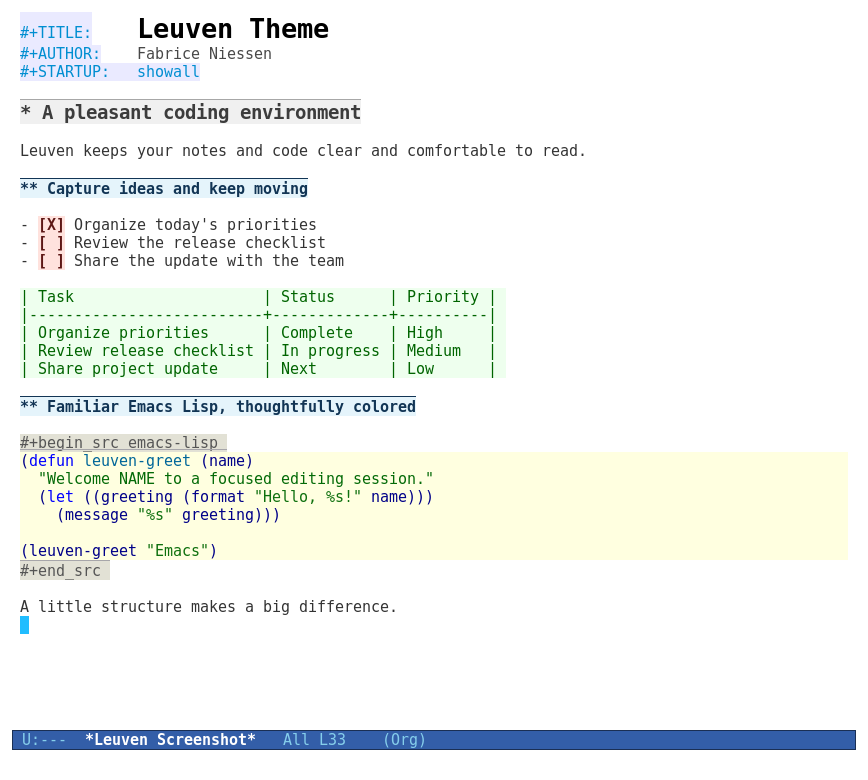 #+TITLE:     Leuven Theme
#+AUTHOR:    Fabrice Niessen
#+STARTUP:   showall
* A pleasant coding environment
Leuven keeps your notes and code clear and comfortable to read.
** Capture ideas and keep moving
- [X] Organize today's priorities
- [ ] Review the release checklist
- [ ] Share the update with the team
| Task                     | Status      | Priority |
|--------------------------+-------------+----------|
| Organize priorities      | Complete    | High     |
| Review release checklist | In progress | Medium   |
| Share project update     | Next        | Low      |
** Familiar Emacs Lisp, thoughtfully colored
#+begin_src emacs-lisp
(defun leuven-greet (name)
  "Welcome NAME to a focused editing session."
  (let ((greeting (format "Hello, %s!" name)))
    (message "%s" greeting)))
(leuven-greet "Emacs")
#+end_src
A little structure makes a big difference.
U:---  *Leuven Screenshot*   All L33    (Org)